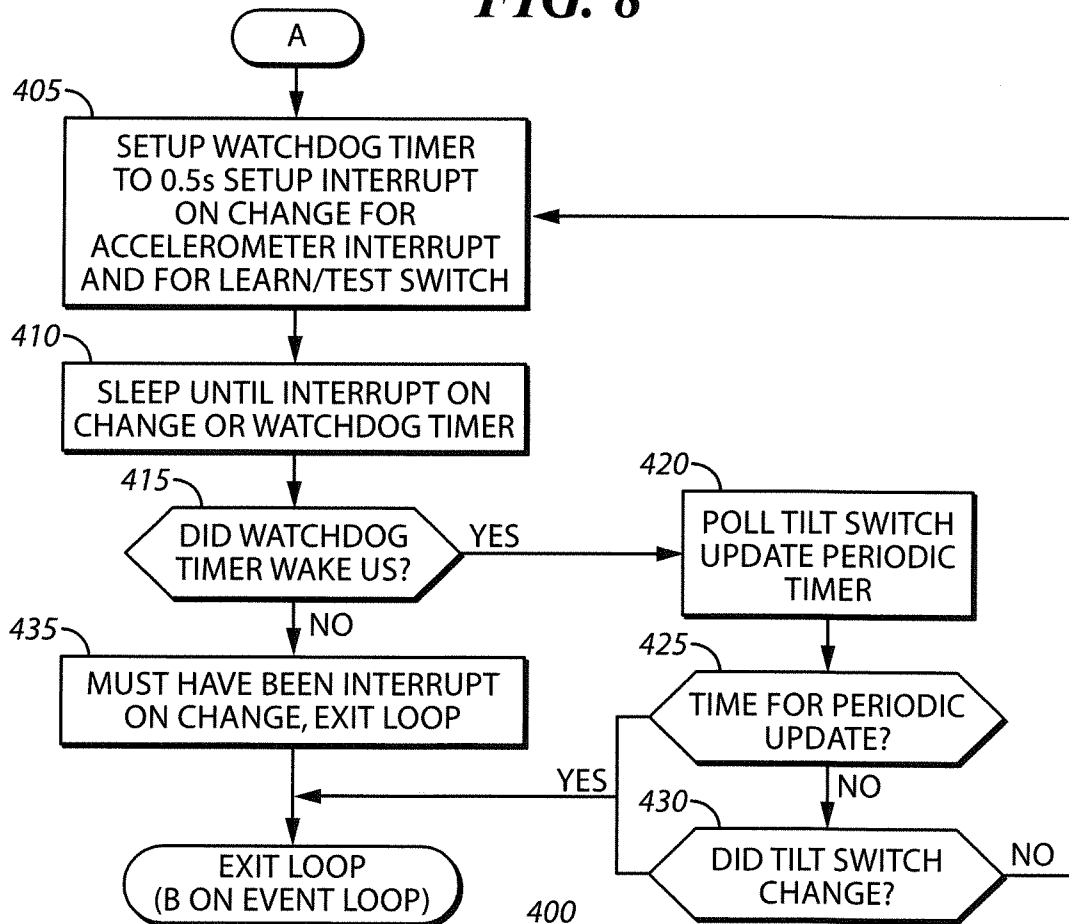 FIG. 8
A
405
SETUP WATCHDOG TIMER
TO 0.5s SETUP INTERRUPT
ON CHANGE FOR
ACCELEROMETER INTERRUPT
AND FOR LEARN/TEST SWITCH
410
SLEEP UNTIL INTERRUPT ON
CHANGE OR WATCHDOG TIMER
415
DID WATCHDOG
TIMER WAKE US?
YES
420
POLL TILT SWITCH
UPDATE PERIODIC
TIMER
NO
435
MUST HAVE BEEN INTERRUPT
ON CHANGE, EXIT LOOP
425
TIME FOR PERIODIC
UPDATE?
YES
NO
430
DID TILT SWITCH
CHANGE?
NO
EXIT LOOP
(B ON EVENT LOOP)
400